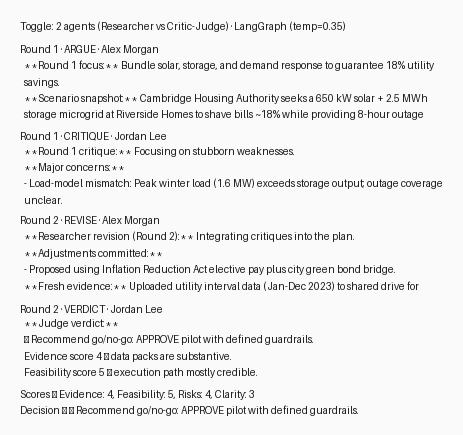 Toggle: 2 agents (Researcher vs Critic-Judge) · LangGraph (temp=0.35)
Round 1 · ARGUE · Alex Morgan
**Round 1 focus:** Bundle solar, storage, and demand response to guarantee 18% utility
savings.
**Scenario snapshot:** Cambridge Housing Authority seeks a 650 kW solar + 2.5 MWh
storage microgrid at Riverside Homes to shave bills ~18% while providing 8-hour outage
Round 1 · CRITIQUE · Jordan Lee
**Round 1 critique:** Focusing on stubborn weaknesses.
**Major concerns:**
- Load-model mismatch: Peak winter load (1.6 MW) exceeds storage output; outage coverage
unclear.
Round 2 · REVISE · Alex Morgan
**Researcher revision (Round 2):** Integrating critiques into the plan.
**Adjustments committed:**
- Proposed using Inflation Reduction Act elective pay plus city green bond bridge.
**Fresh evidence:** Uploaded utility interval data (Jan-Dec 2023) to shared drive for
Round 2 · VERDICT · Jordan Lee
**Judge verdict:**
Recommend go/no-go: APPROVE pilot with defined guardrails.
Evidence score 4 data packs are substantive.
Feasibility score 5 execution path mostly credible.
Scores Evidence: 4, Feasibility: 5, Risks: 4, Clarity: 3
Decision Recommend go/no-go: APPROVE pilot with defined guardrails.